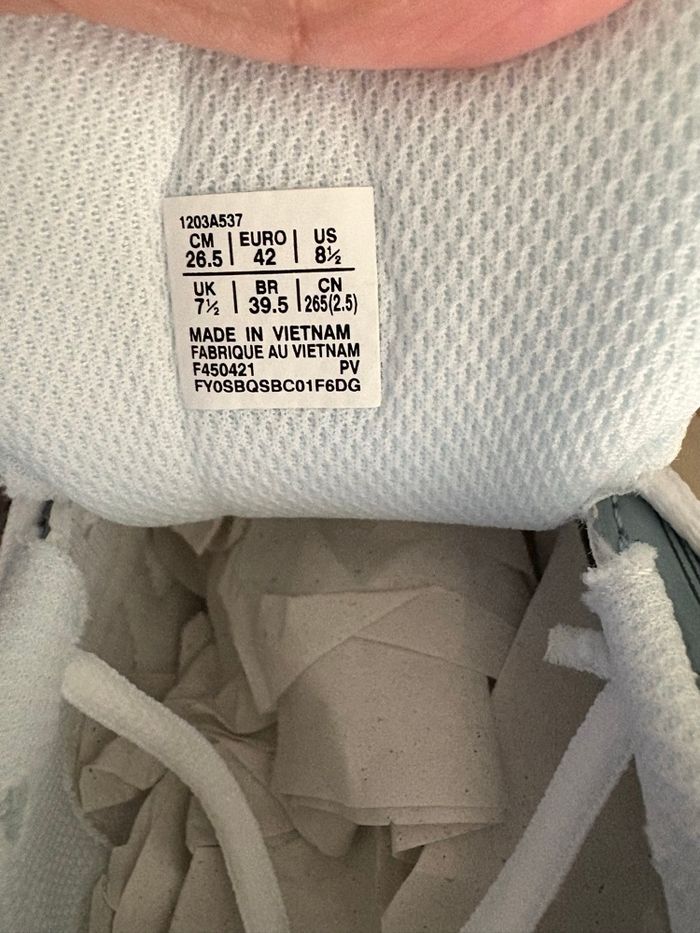 1203A537
CM | EURO | US
26.5 | 42 | 8½
UK | BR | CN
7½ | 39.5 | 265(2.5)
MADE IN VIETNAM
FABRIQUE AU VIETNAM
F450421 PV
FY0SBQSBC01F6DG